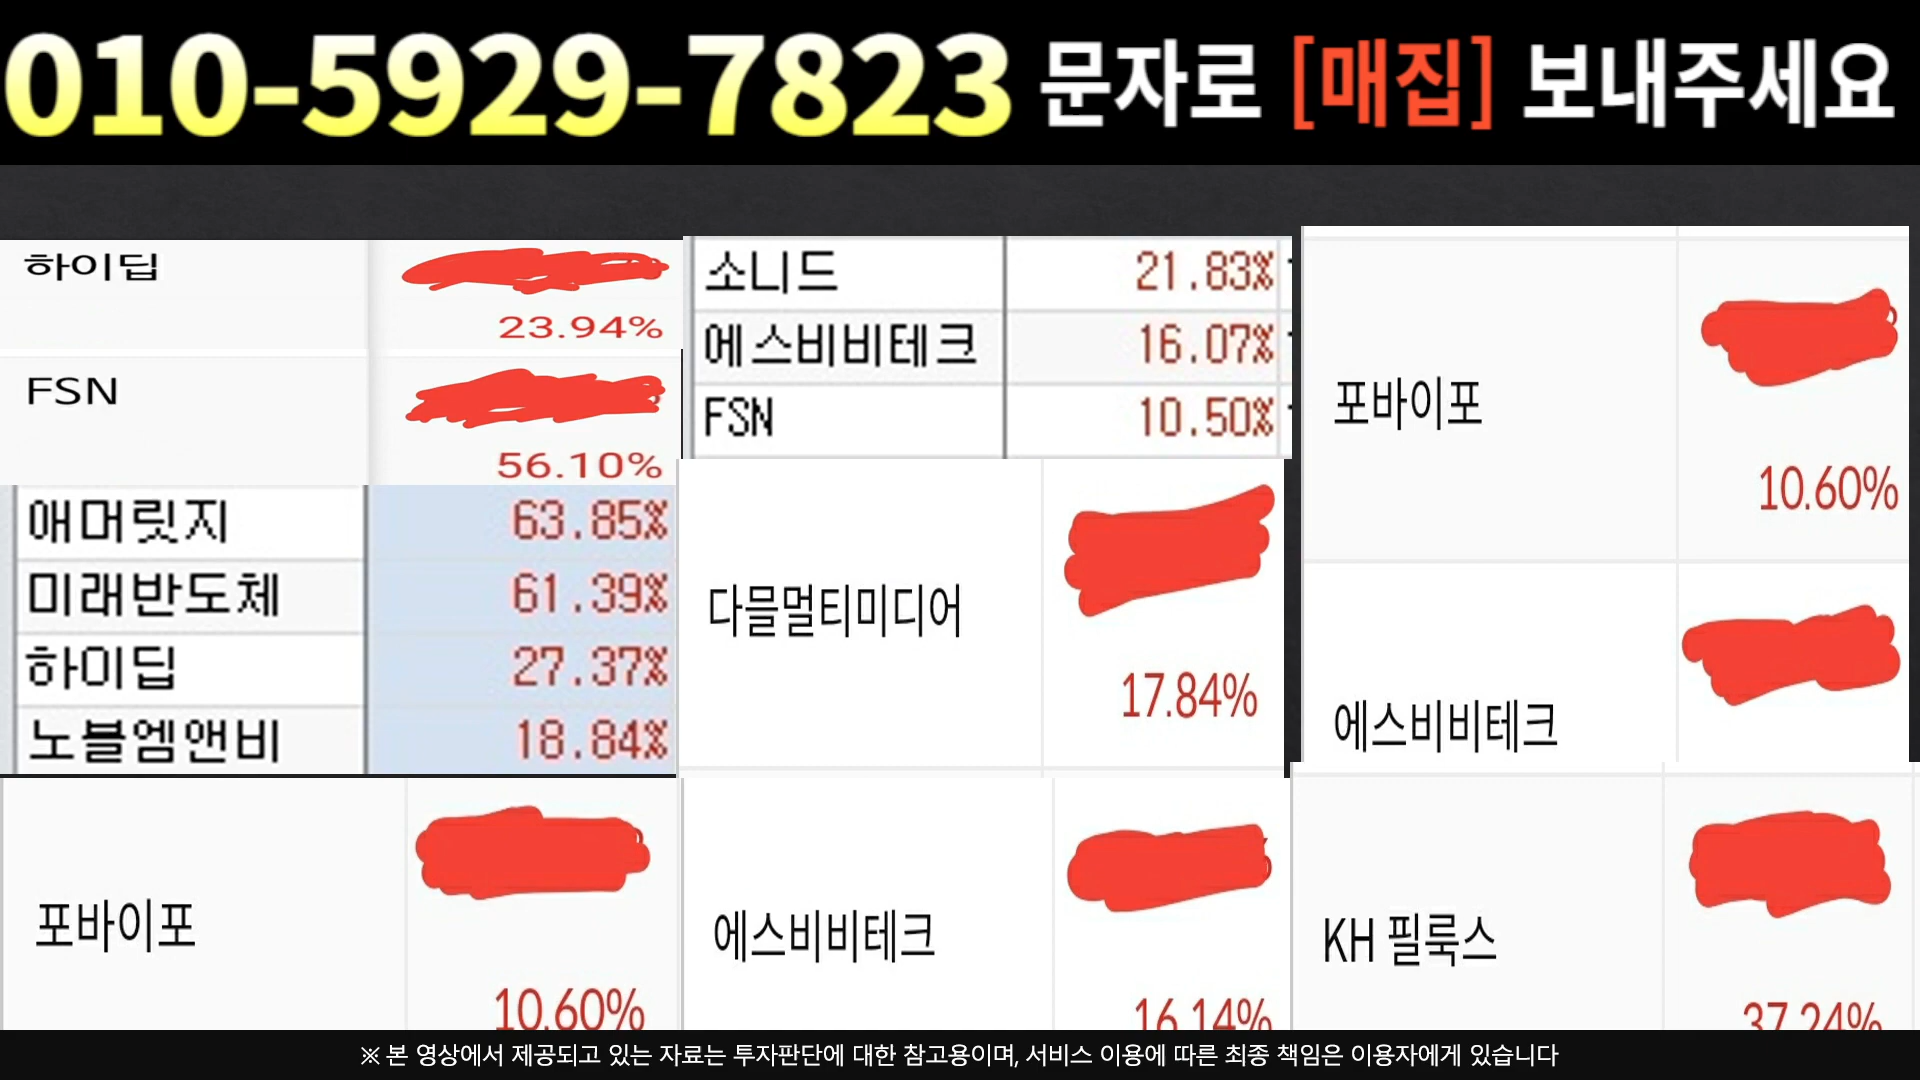 010-5929-7823 문자로 [매집] 보내주세요
하이딥
23.94%
FSN
56.10%
애머릿지 63.85%
미래반도체 61.39%
하이딥 27.37%
노블엠앤비 18.84%
소니드 21.83%
에스비비테크 16.07%
FSN 10.50%
다믈멀티미디어
17.84%
포바이포
10.60%
에스비비테크
포바이포
10.60%
에스비비테크
16.14%
KH 필룩스
37.24%
※ 본 영상에서 제공되고 있는 자료는 투자판단에 대한 참고용이며, 서비스 이용에 따른 최종 책임은 이용자에게 있습니다